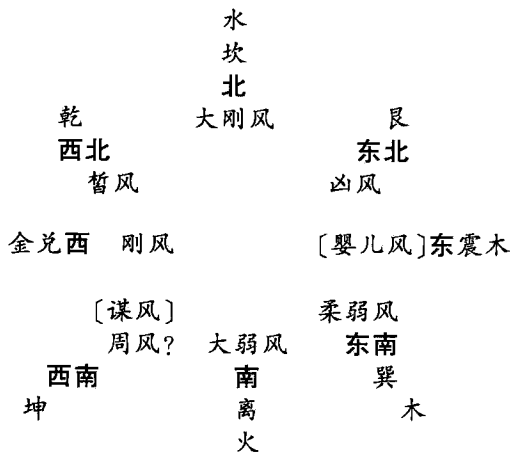 水
坎
北
乾 大刚风 艮
西北 东北
晳风 凶风
金兑西 刚风 〔婴儿风〕东震木
〔谋风〕 柔弱风
周风? 大弱风 东南
西南 南 巽
坤 离 木
火